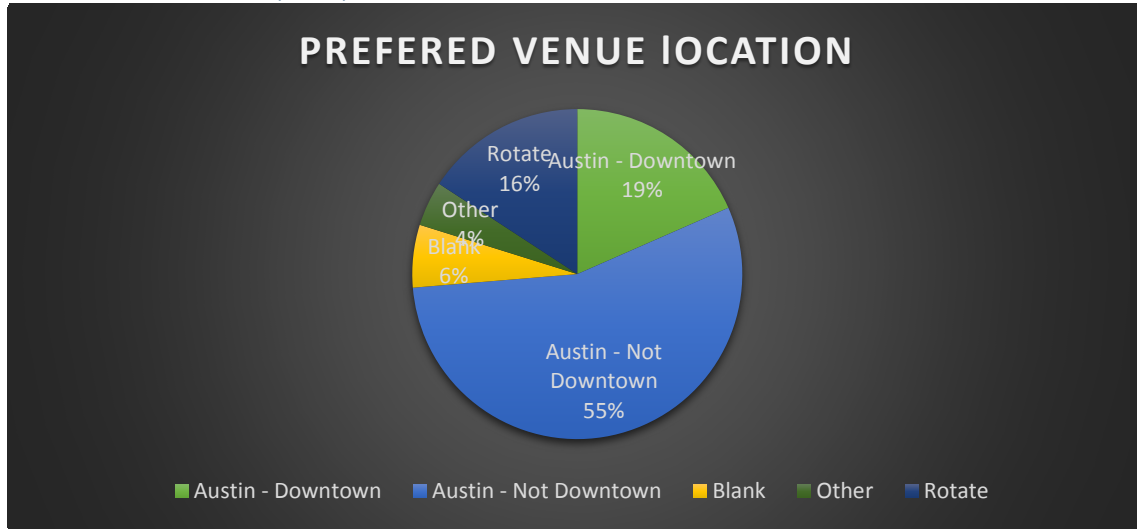 PREFERED VENUE lOCATION
Rotate
16%
Austin - Downtown
19%
Other
4%
Blank
6%
Austin - Not
Downtown
55%
Austin - Downtown Austin - Not Downtown Blank Other Rotate